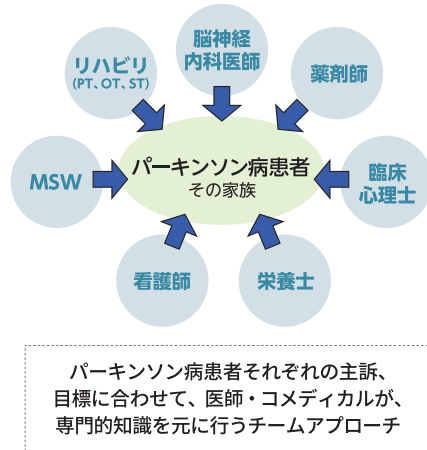 脳神経
内科医師
リハビリ
(PT、OT、ST)
薬剤師
パーキンソン病患者
その家族
MSW
臨床
心理士
看護師
栄養士
パーキンソン病患者それぞれの主訴、
目標に合わせて、医師・コメディカルが、
専門的知識を元に行うチームアプローチ